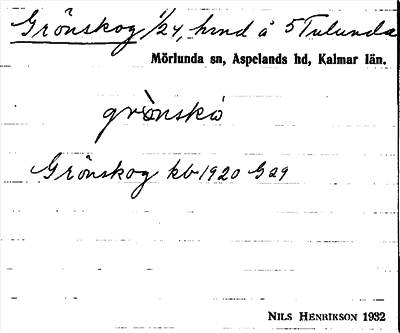 Grönskog 1/24, hmd å 5 Tulunda
Mörlunda sn, Aspelands hd, Kalmar län.
grònskò
Grönskog kb 1920 G29
NILS HENRIKSON 1932